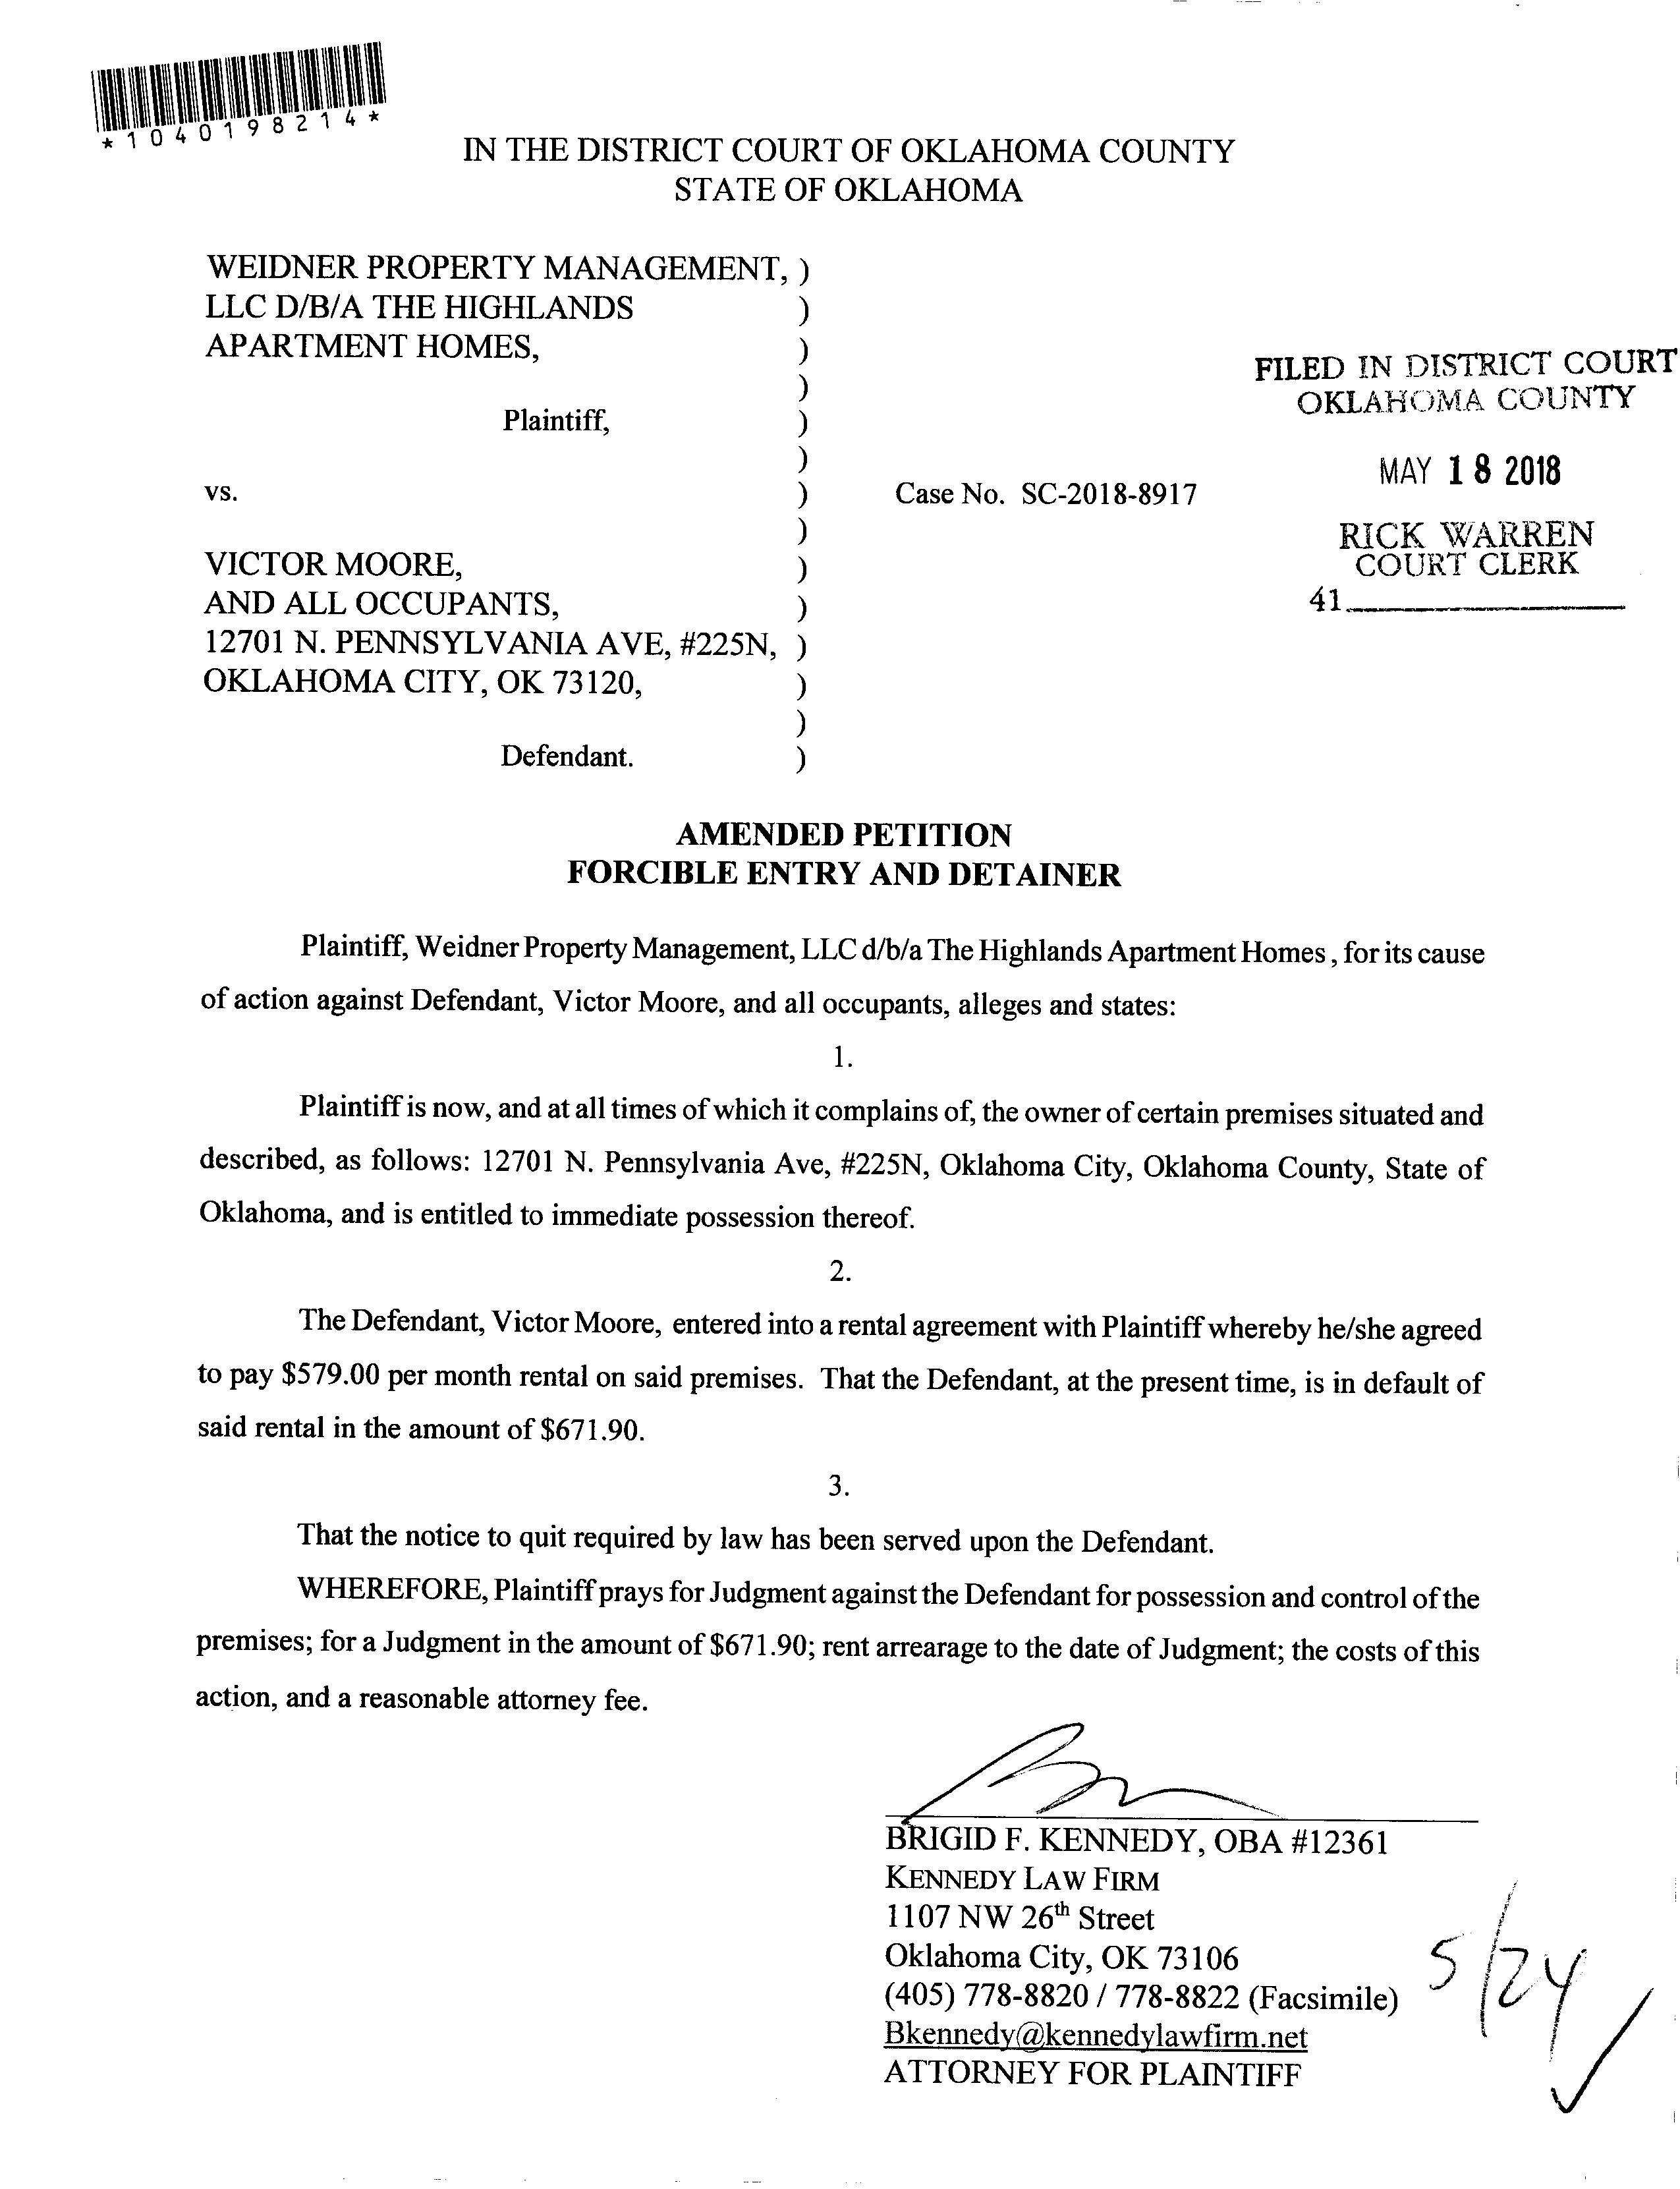 *1040198214*
IN THE DISTRICT COURT OF OKLAHOMA COUNTY
STATE OF OKLAHOMA
WEIDNER PROPERTY MANAGEMENT, )
LLC D/B/A THE HIGHLANDS )
APARTMENT HOMES, )
)
Plaintiff, )
)
vs. ) Case No. SC-2018-8917
)
VICTOR MOORE, )
AND ALL OCCUPANTS, )
12701 N. PENNSYLVANIA AVE, #225N, )
OKLAHOMA CITY, OK 73120, )
)
Defendant. )
FILED IN DISTRICT COURT
OKLAHOMA COUNTY
MAY 18 2018
RICK WARREN
COURT CLERK
41
AMENDED PETITION
FORCIBLE ENTRY AND DETAINER
Plaintiff, Weidner Property Management, LLC d/b/a The Highlands Apartment Homes , for its cause
of action against Defendant, Victor Moore, and all occupants, alleges and states:
1.
Plaintiff is now, and at all times of which it complains of, the owner of certain premises situated and
described, as follows: 12701 N. Pennsylvania Ave, #225N, Oklahoma City, Oklahoma County, State of
Oklahoma, and is entitled to immediate possession thereof.
2.
The Defendant, Victor Moore, entered into a rental agreement with Plaintiff whereby he/she agreed
to pay $579.00 per month rental on said premises. That the Defendant, at the present time, is in default of
said rental in the amount of $671.90.
3.
That the notice to quit required by law has been served upon the Defendant.
WHEREFORE, Plaintiff prays for Judgment against the Defendant for possession and control of the
premises; for a Judgment in the amount of $671.90; rent arrearage to the date of Judgment; the costs of this
action, and a reasonable attorney fee.
BRIGID F. KENNEDY, OBA #12361
KENNEDY LAW FIRM
1107 NW 26th Street
Oklahoma City, OK 73106
(405) 778-8820 / 778-8822 (Facsimile)
Bkennedy@kennedylawfirm.net
ATTORNEY FOR PLAINTIFF
5/24